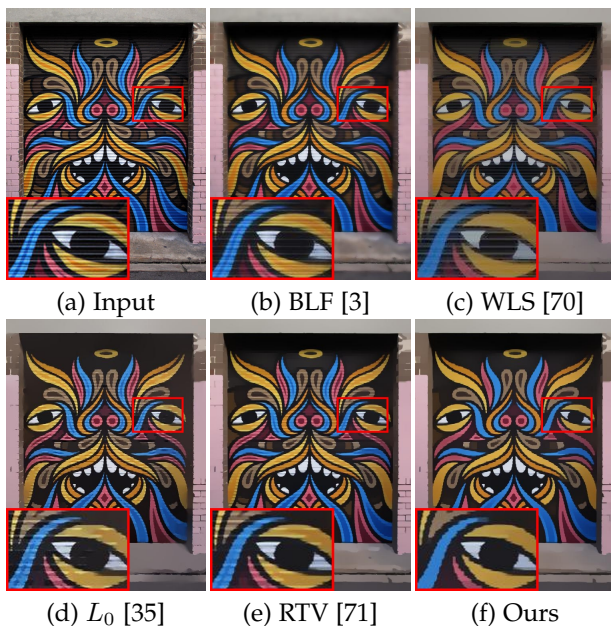 (a) Input
(b) BLF [3]
(c) WLS [70]
(d) L₀ [35]
(e) RTV [71]
(f) Ours